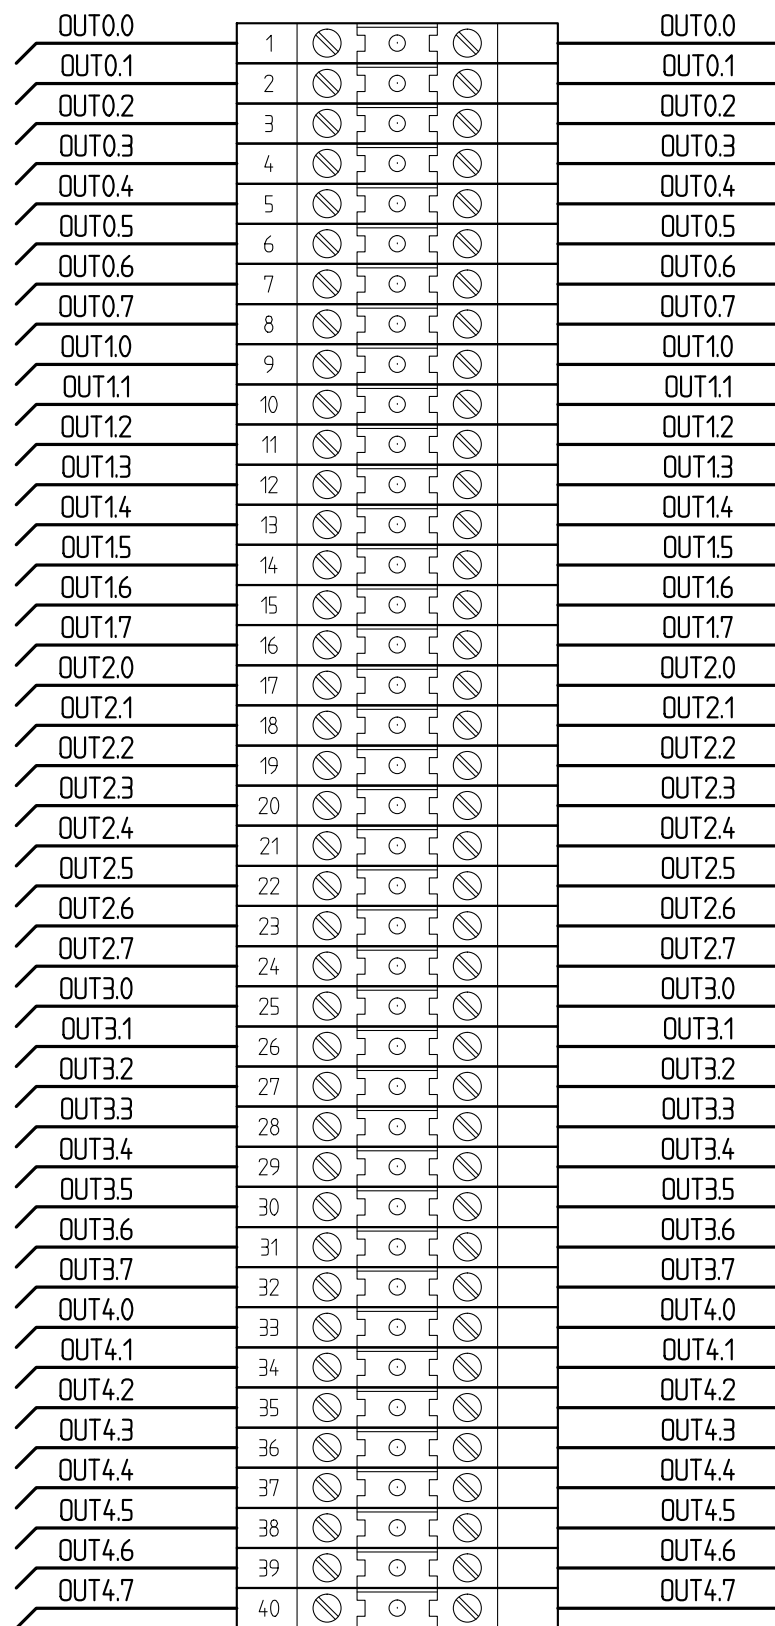 OUT0.0 1 OUT0.0
OUT0.1 2 OUT0.1
OUT0.2 3 OUT0.2
OUT0.3 4 OUT0.3
OUT0.4 5 OUT0.4
OUT0.5 6 OUT0.5
OUT0.6 7 OUT0.6
OUT0.7 8 OUT0.7
OUT1.0 9 OUT1.0
OUT1.1 10 OUT1.1
OUT1.2 11 OUT1.2
OUT1.3 12 OUT1.3
OUT1.4 13 OUT1.4
OUT1.5 14 OUT1.5
OUT1.6 15 OUT1.6
OUT1.7 16 OUT1.7
OUT2.0 17 OUT2.0
OUT2.1 18 OUT2.1
OUT2.2 19 OUT2.2
OUT2.3 20 OUT2.3
OUT2.4 21 OUT2.4
OUT2.5 22 OUT2.5
OUT2.6 23 OUT2.6
OUT2.7 24 OUT2.7
OUT3.0 25 OUT3.0
OUT3.1 26 OUT3.1
OUT3.2 27 OUT3.2
OUT3.3 28 OUT3.3
OUT3.4 29 OUT3.4
OUT3.5 30 OUT3.5
OUT3.6 31 OUT3.6
OUT3.7 32 OUT3.7
OUT4.0 33 OUT4.0
OUT4.1 34 OUT4.1
OUT4.2 35 OUT4.2
OUT4.3 36 OUT4.3
OUT4.4 37 OUT4.4
OUT4.5 38 OUT4.5
OUT4.6 39 OUT4.6
OUT4.7 40 OUT4.7